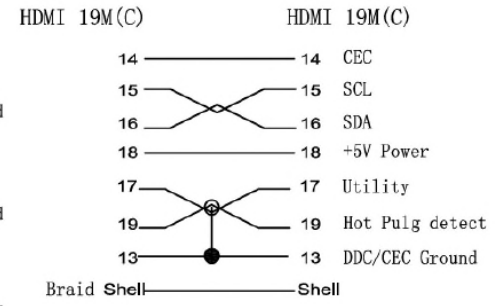 HDMI 19M(C) HDMI 19M(C)
14 14 CEC
15 15 SCL
16 16 SDA
18 18 +5V Power
17 17 Utility
19 19 Hot Pulg detect
13 13 DDC/CEC Ground
Braid Shell Shell